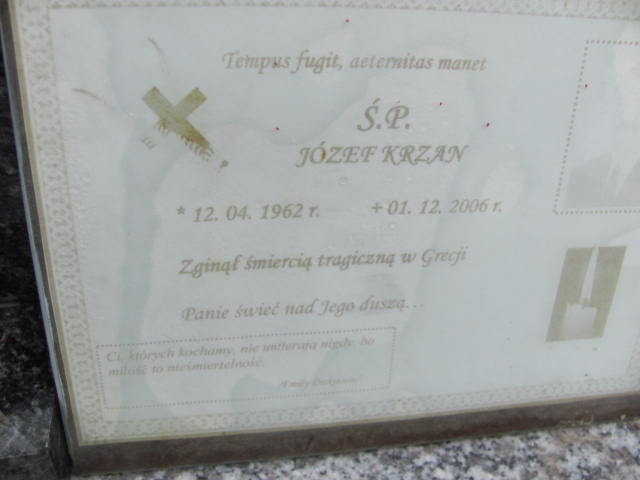 Tempus fugit, aeternitas manet
Ś.P.
JÓZEF KRZAN
* 12. 04. 1962 r. + 01. 12. 2006 r.
Zginął śmiercią tragiczną w Grecji
Panie świeć nad Jego duszą...
Ci, których kochamy, nie umierają nigdy, bo
miłość to nieśmiertelność.
"Emily Dickinson"